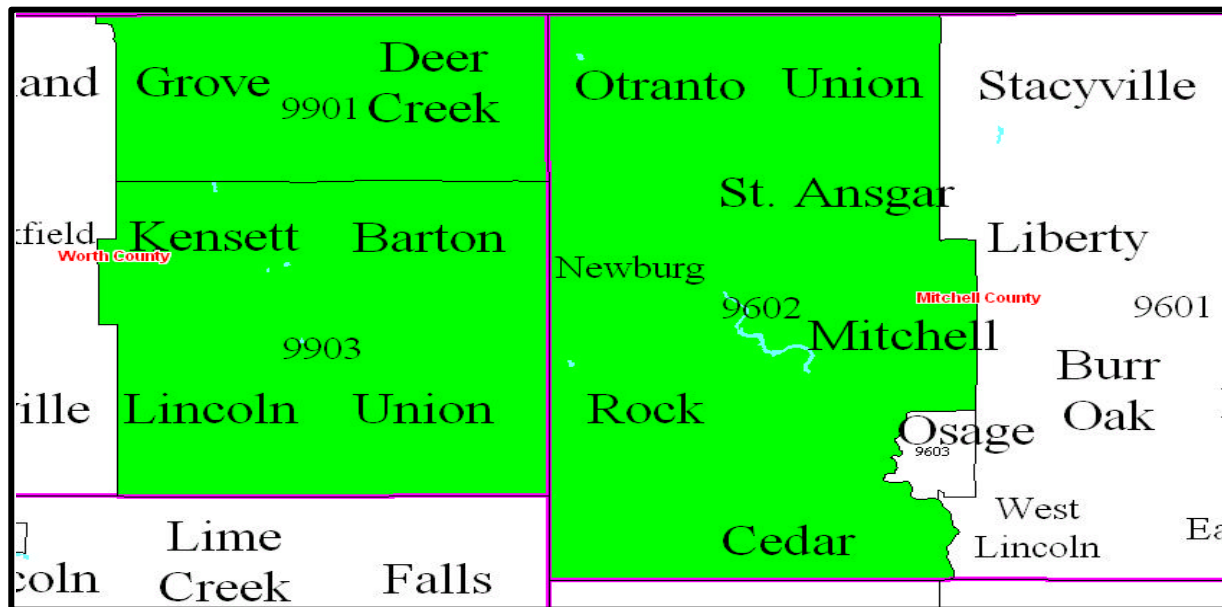 Deer
Creek
Grove
9901
Otranto
Union
Stacyville
St. Ansgar
Kensett
Barton
Worth County
Newburg
Liberty
Mitchell County
9602
9601
9903
Mitchell
Burr
Oak
Lincoln
Union
Rock
Osage
9603
West
Lincoln
Lime
Creek
Falls
Cedar